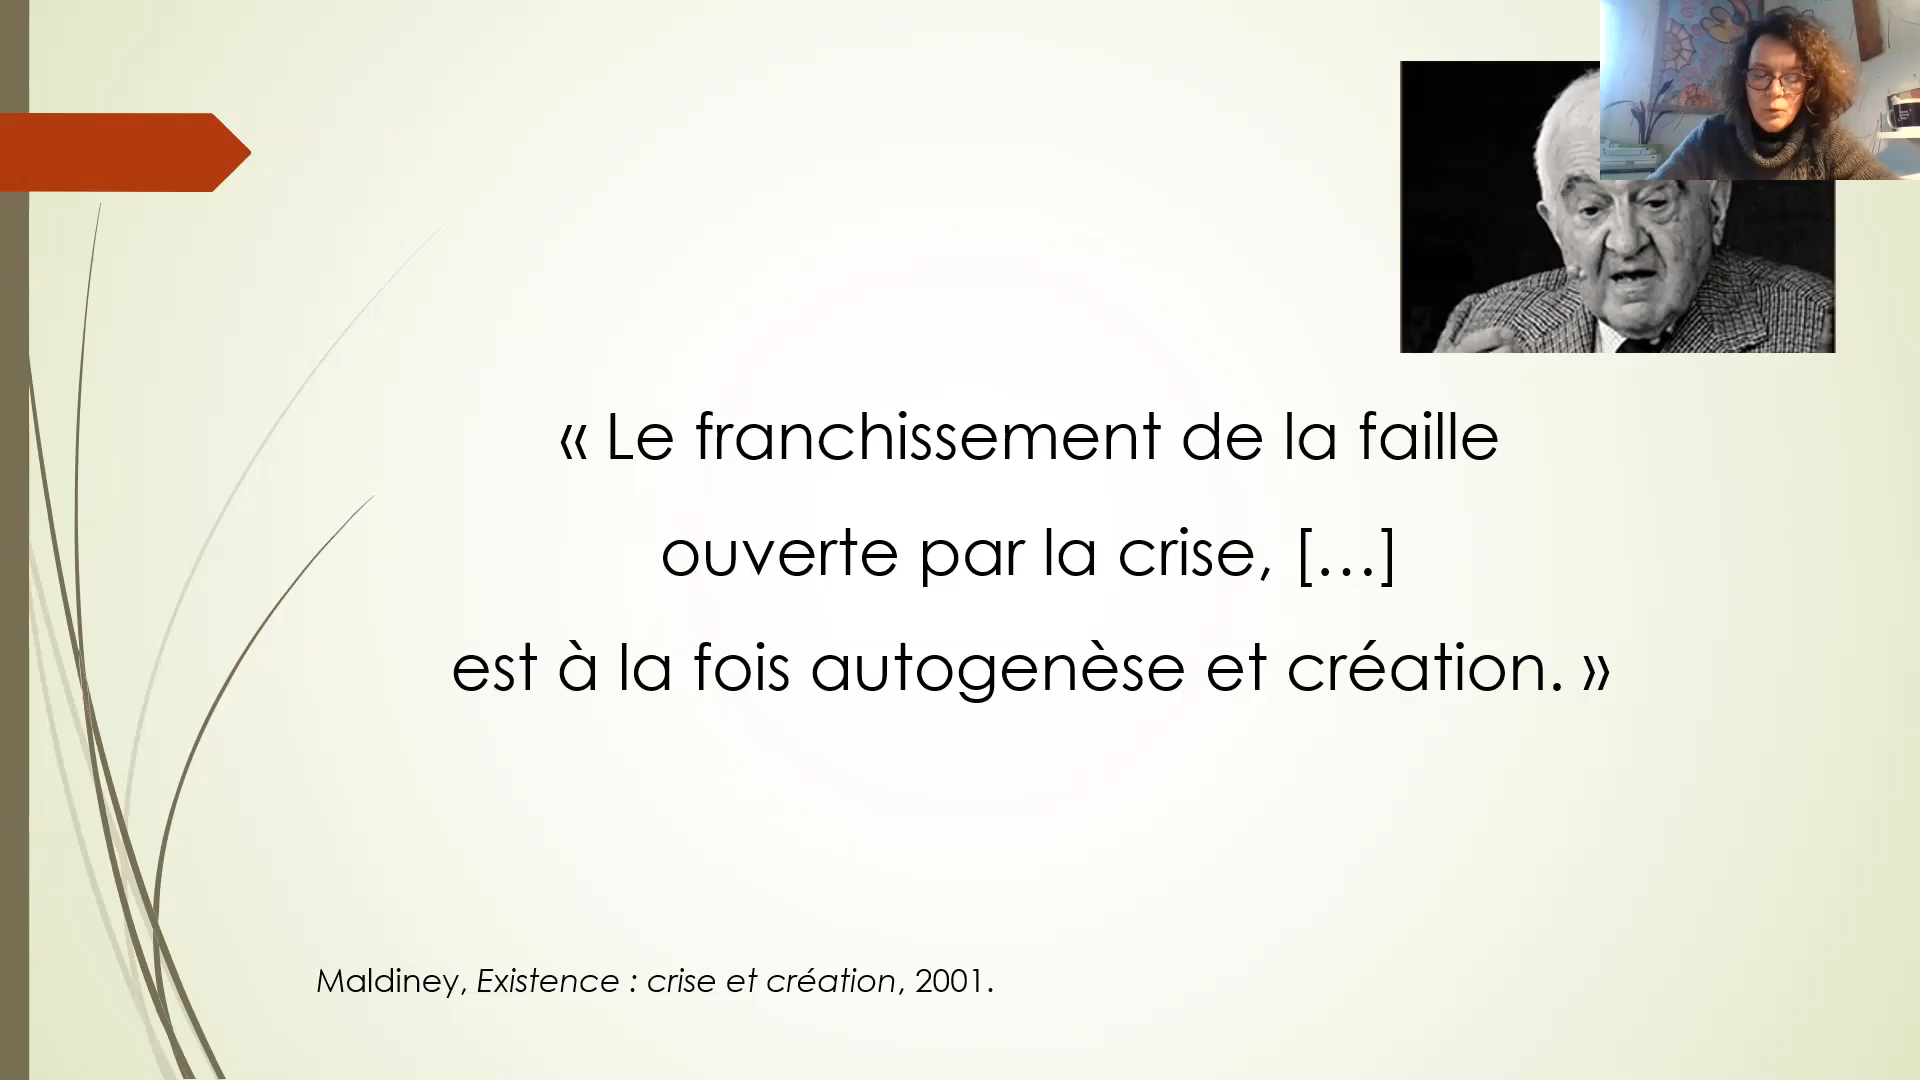 « Le franchissement de la faille
ouverte par la crise, […]
est à la fois autogenèse et création. »
Maldiney, Existence : crise et création, 2001.